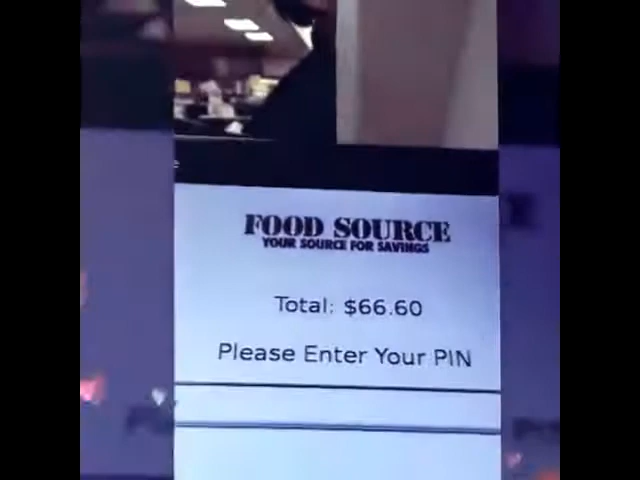 FOOD SOURCE
YOUR SOURCE FOR SAVINGS
Total: $66.60
Please Enter Your PIN